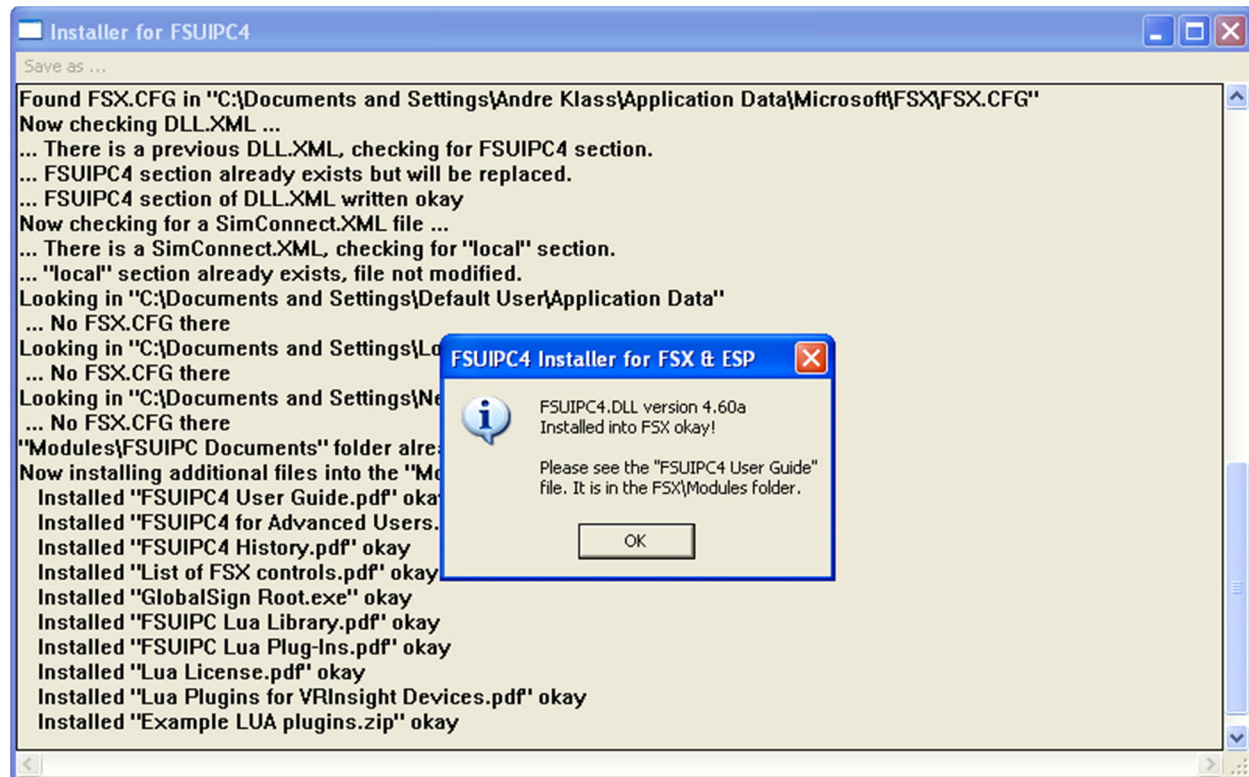 Installer for FSUIPC4
Save as ...
Found FSX.CFG in "C:\Documents and Settings\Andre Klass\Application Data\Microsoft\FSX\FSX.CFG"
Now checking DLL.XML ...
... There is a previous DLL.XML, checking for FSUIPC4 section.
... FSUIPC4 section already exists but will be replaced.
... FSUIPC4 section of DLL.XML written okay
Now checking for a SimConnect.XML file ...
... There is a SimConnect.XML, checking for "local" section.
... "local" section already exists, file not modified.
Looking in "C:\Documents and Settings\Default User\Application Data"
... No FSX.CFG there
Looking in "C:\Documents and Settings\Lo
... No FSX.CFG there
Looking in "C:\Documents and Settings\Ne
... No FSX.CFG there
"Modules\FSUIPC Documents" folder alre
Now installing additional files into the "Mo
Installed "FSUIPC4 User Guide.pdf" oka
Installed "FSUIPC4 for Advanced Users.
Installed "FSUIPC4 History.pdf" okay
Installed "List of FSX controls.pdf" okay
Installed "GlobalSign Root.exe" okay
Installed "FSUIPC Lua Library.pdf" okay
Installed "FSUIPC Lua Plug-Ins.pdf" okay
Installed "Lua License.pdf" okay
Installed "Lua Plugins for VRInsight Devices.pdf" okay
Installed "Example LUA plugins.zip" okay
FSUIPC4 Installer for FSX & ESP
FSUIPC4.DLL version 4.60a
Installed into FSX okay!
Please see the "FSUIPC4 User Guide"
file. It is in the FSX\Modules folder.
OK